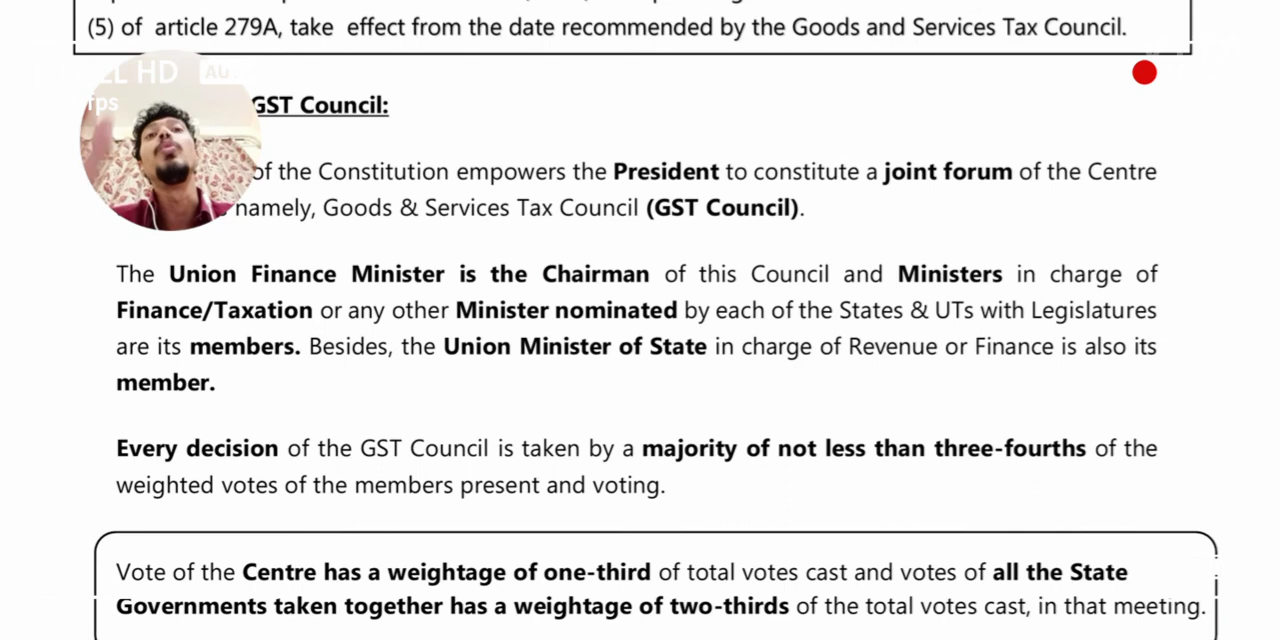 (5) of article 279A, take effect from the date recommended by the Goods and Services Tax Council.
HD AU
fps
GST Council:
of the Constitution empowers the President to constitute a joint forum of the Centre
namely, Goods & Services Tax Council (GST Council).
The Union Finance Minister is the Chairman of this Council and Ministers in charge of
Finance/Taxation or any other Minister nominated by each of the States & UTs with Legislatures
are its members. Besides, the Union Minister of State in charge of Revenue or Finance is also its
member.
Every decision of the GST Council is taken by a majority of not less than three-fourths of the
weighted votes of the members present and voting.
Vote of the Centre has a weightage of one-third of total votes cast and votes of all the State
Governments taken together has a weightage of two-thirds of the total votes cast, in that meeting.